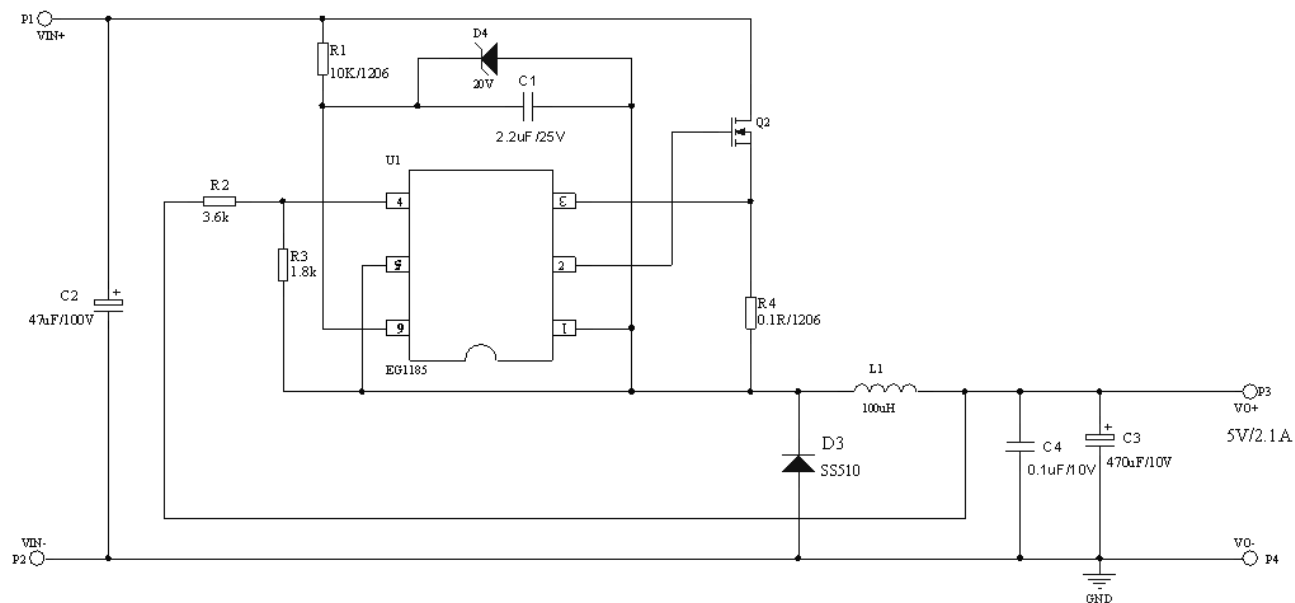 P1
VIN+
R1
10K/1206
D4
20V
C1
2.2uF/25V
Q2
U1
R2
3.6k
4
3
R3
1.8k
5
2
C2
47uF/100V
R4
0.1R/1206
6
1
EG1185
L1
100uH
P3
VO+
5V/2.1A
D3
SS510
C4
0.1uF/10V
C3
470uF/10V
VIN-
P2
VO-
P4
GND